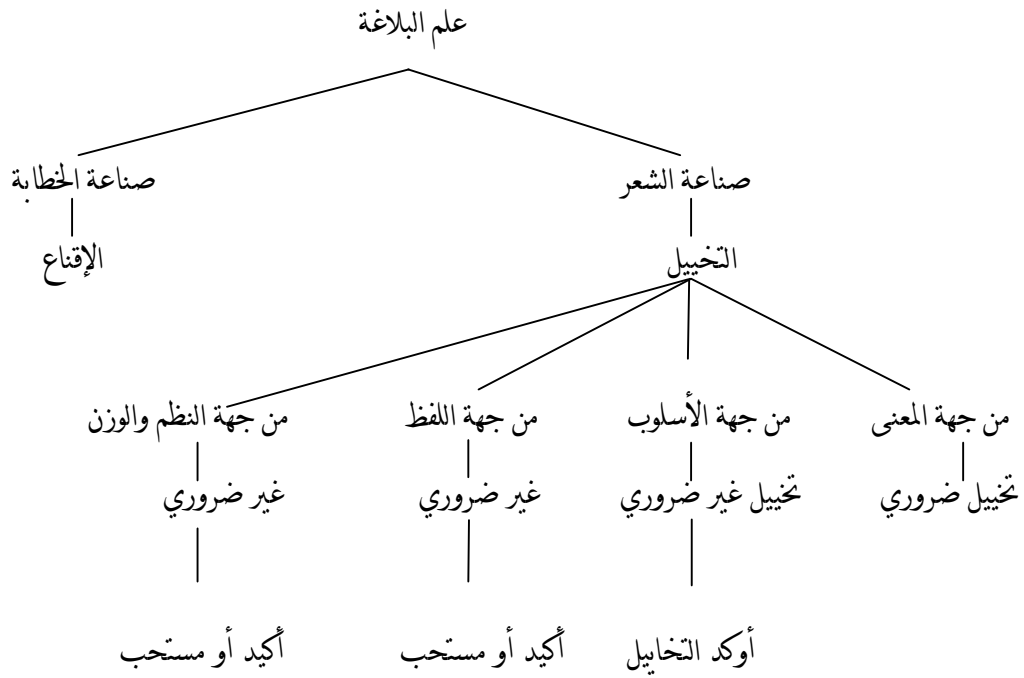 علم البلاغة
صناعة الشعر
صناعة الخطابة
التخييل
الإقناع
من جهة المعنى
من جهة الأسلوب
من جهة اللفظ
من جهة النظم والوزن
تخييل ضروري
تخييل غير ضروري
غير ضروري
غير ضروري
أوكد التخاييل
أكيد أو مستحب
أكيد أو مستحب